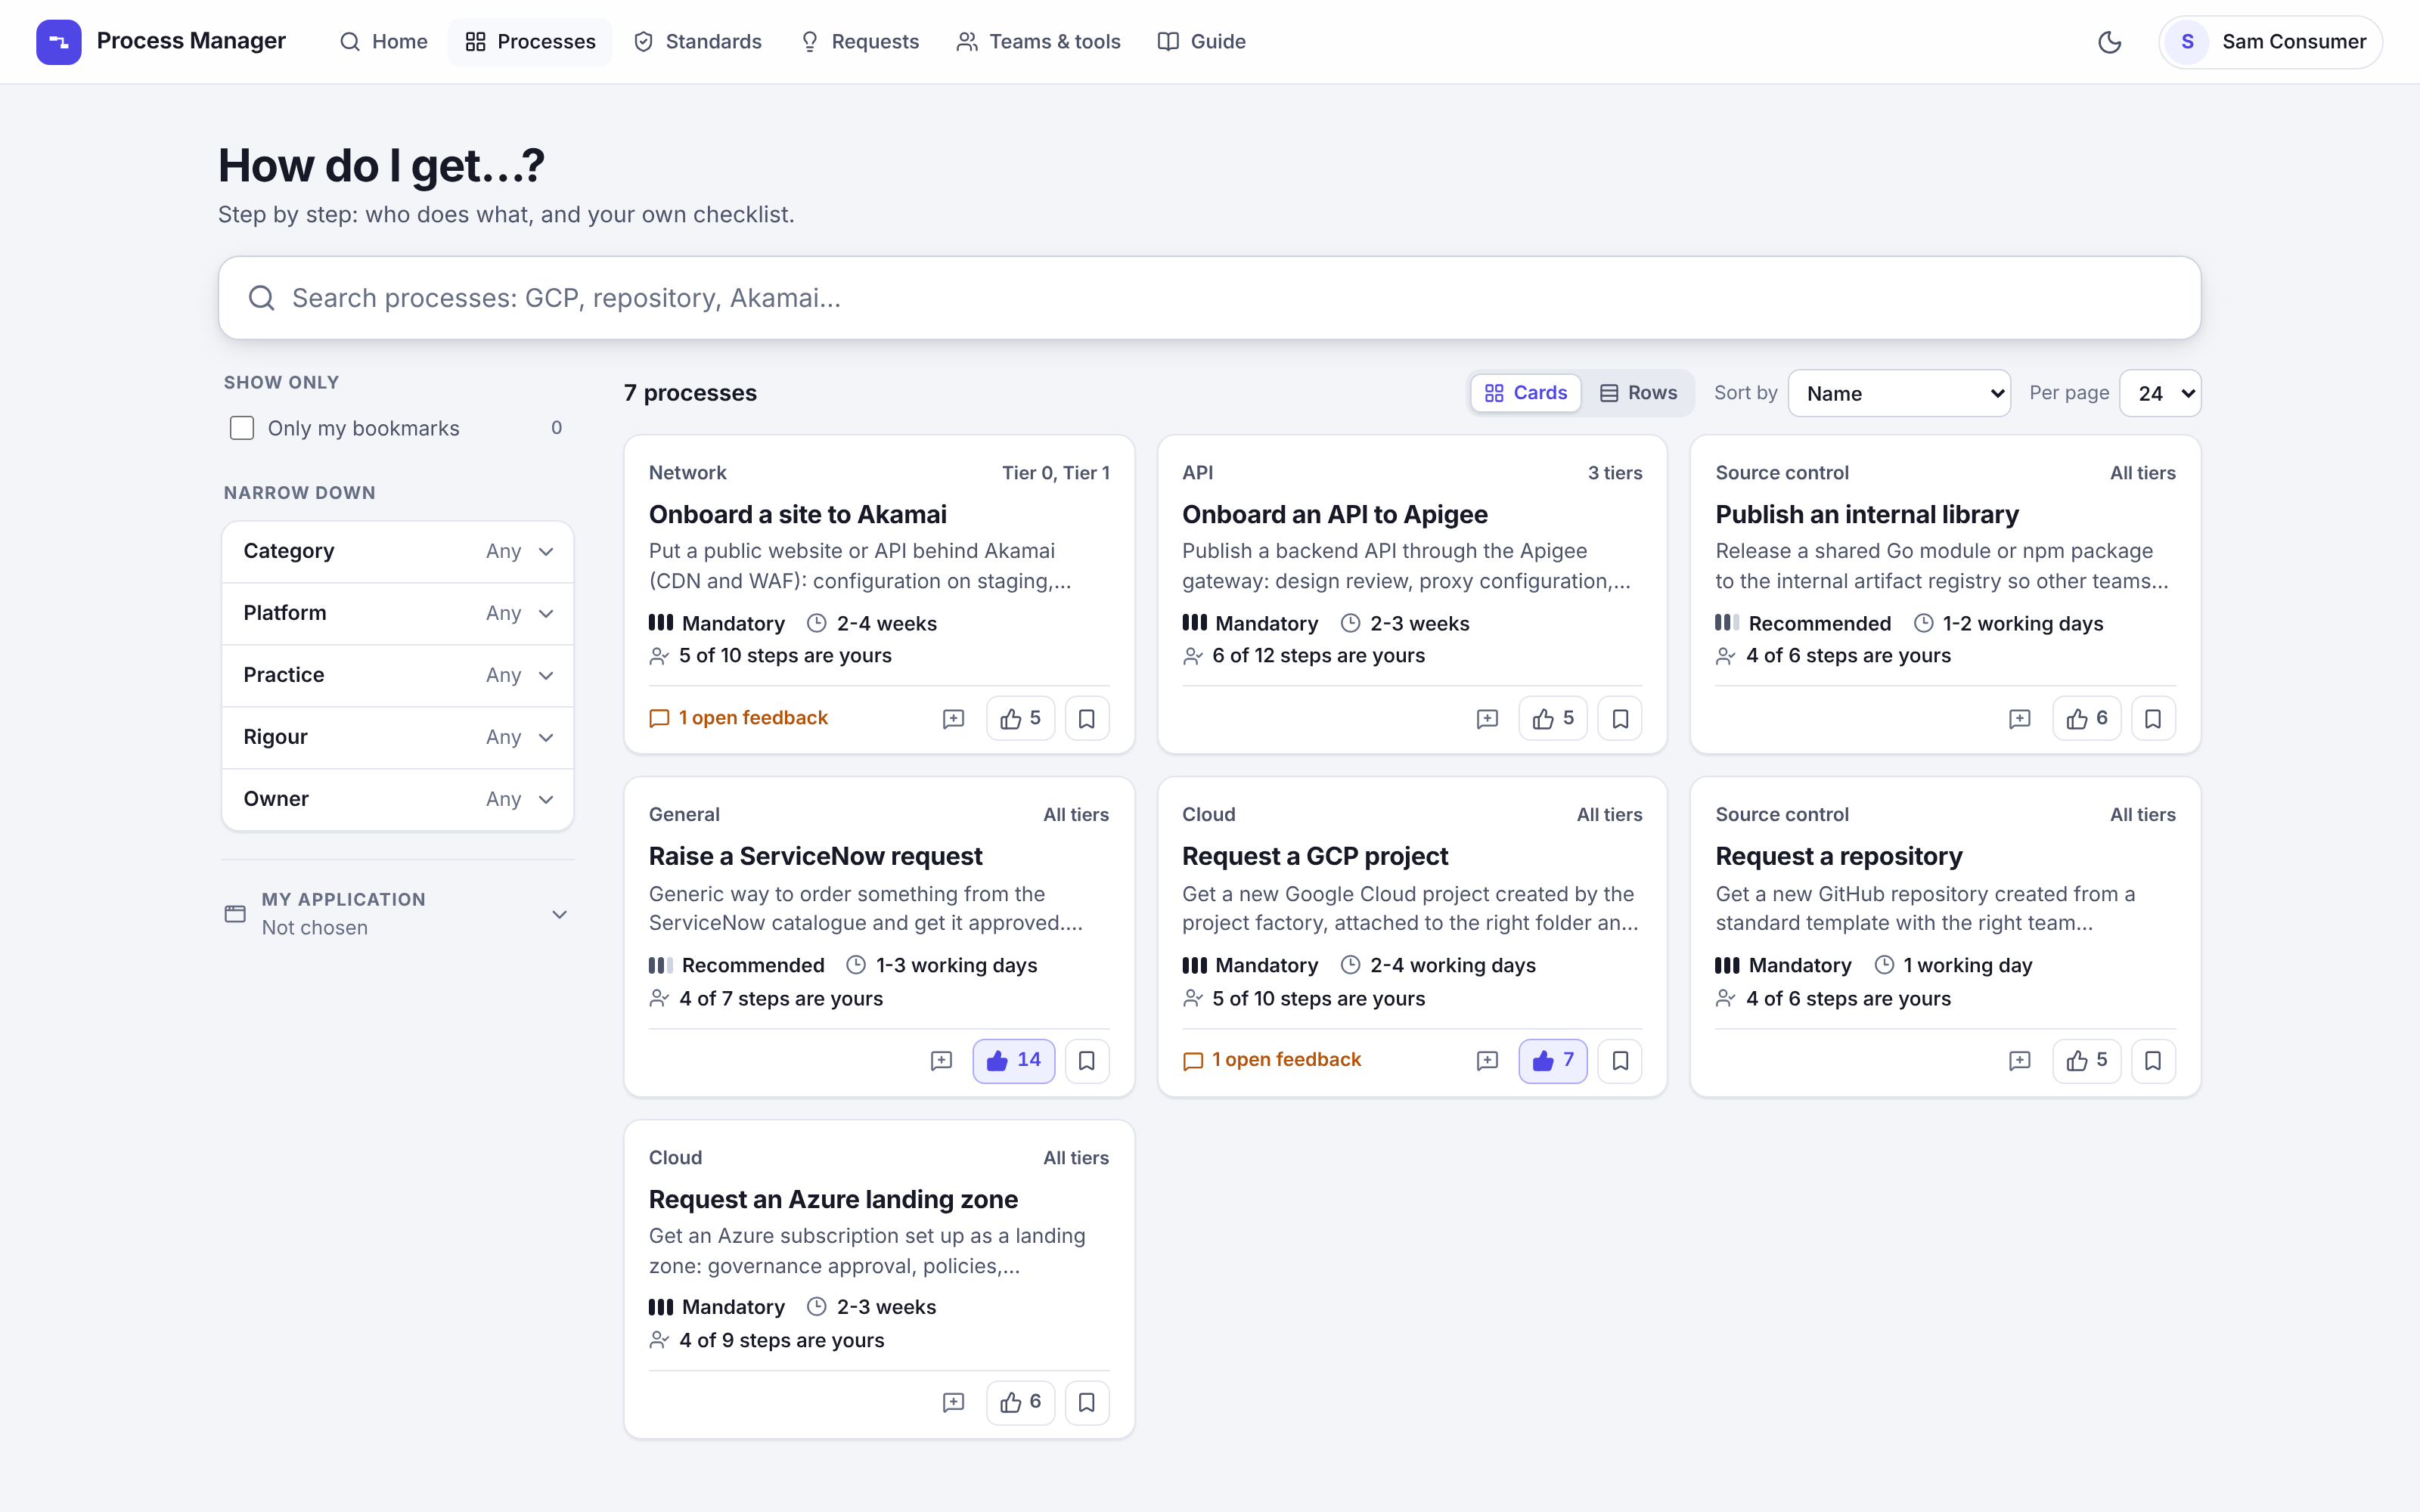 Process Manager
Home
Processes
Standards
Requests
Teams & tools
Guide
S
Sam Consumer
How do I get...?
Step by step: who does what, and your own checklist.
Search processes: GCP, repository, Akamai...
SHOW ONLY
Only my bookmarks 0
NARROW DOWN
Category Any
Platform Any
Practice Any
Rigour Any
Owner Any
MY APPLICATION
Not chosen
7 processes
Cards
Rows
Sort by Name
Per page 24
Network Tier 0, Tier 1
Onboard a site to Akamai
Put a public website or API behind Akamai
(CDN and WAF): configuration on staging,...
Mandatory 2-4 weeks
5 of 10 steps are yours
1 open feedback 5
API 3 tiers
Onboard an API to Apigee
Publish a backend API through the Apigee
gateway: design review, proxy configuration,...
Mandatory 2-3 weeks
6 of 12 steps are yours
5
Source control All tiers
Publish an internal library
Release a shared Go module or npm package
to the internal artifact registry so other teams...
Recommended 1-2 working days
4 of 6 steps are yours
6
General All tiers
Raise a ServiceNow request
Generic way to order something from the
ServiceNow catalogue and get it approved....
Recommended 1-3 working days
4 of 7 steps are yours
14
Cloud All tiers
Request a GCP project
Get a new Google Cloud project created by the
project factory, attached to the right folder an...
Mandatory 2-4 working days
5 of 10 steps are yours
1 open feedback 7
Source control All tiers
Request a repository
Get a new GitHub repository created from a
standard template with the right team...
Mandatory 1 working day
4 of 6 steps are yours
5
Cloud All tiers
Request an Azure landing zone
Get an Azure subscription set up as a landing
zone: governance approval, policies,...
Mandatory 2-3 weeks
4 of 9 steps are yours
6